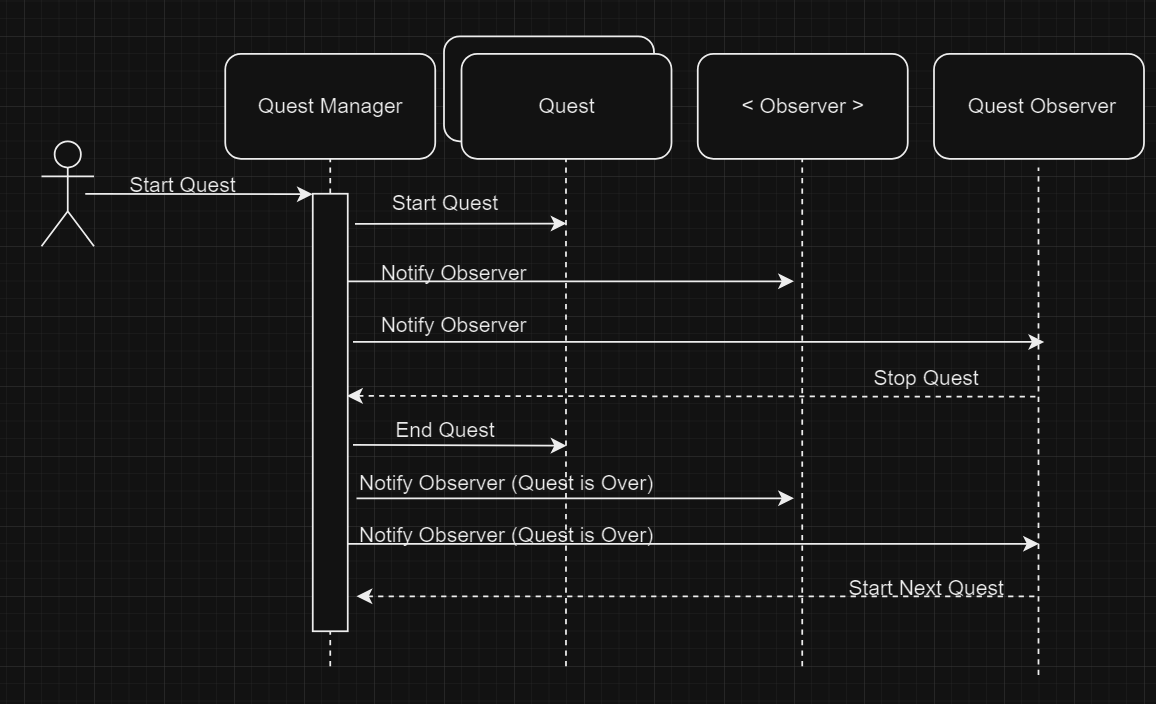 Quest Manager
Quest
< Observer >
Quest Observer
Start Quest
Start Quest
Notify Observer
Notify Observer
Stop Quest
End Quest
Notify Observer (Quest is Over)
Notify Observer (Quest is Over)
Start Next Quest